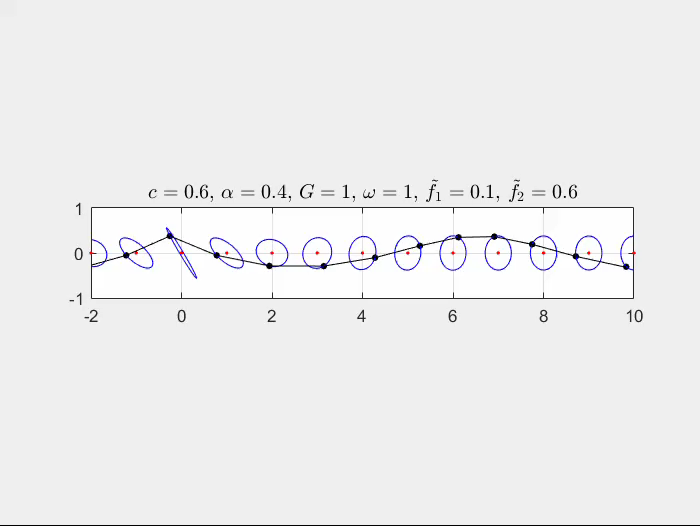 c = 0.6, α = 0.4, G = 1, ω = 1, f̃₁ = 0.1, f̃₂ = 0.6
1
0
-1
-2 0 2 4 6 8 10